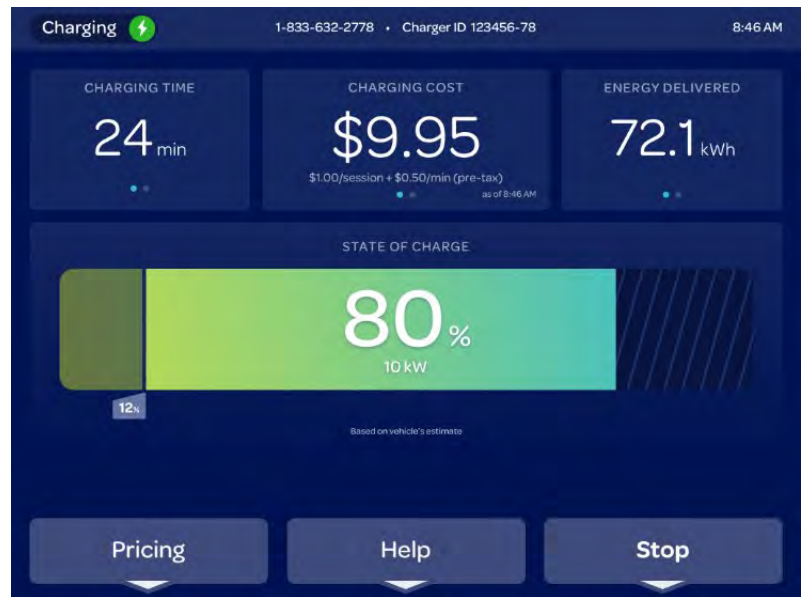 Charging 1-833-632-2778 • Charger ID 123456-78 8:46 AM
CHARGING TIME
24 min
CHARGING COST
$9.95
$1.00/session + $0.50/min (pre-tax)
as of 8:46 AM
ENERGY DELIVERED
72.1 kWh
STATE OF CHARGE
80%
10 kW
12%
Based on vehicle's estimate
Pricing
Help
Stop